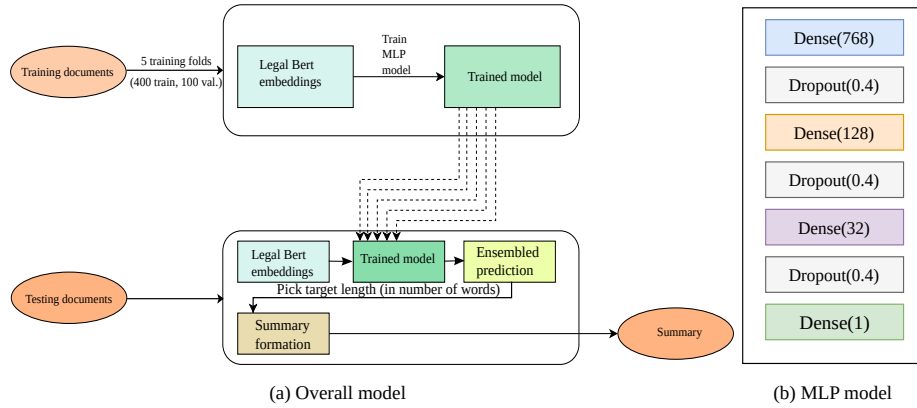 Training documents
5 training folds
(400 train, 100 val.)
Legal Bert
embeddings
Train
MLP
model
Trained model
Testing documents
Legal Bert
embeddings
Trained model
Ensembled
prediction
Pick target length (in number of words)
Summary
formation
Summary
(a) Overall model
Dense(768)
Dropout(0.4)
Dense(128)
Dropout(0.4)
Dense(32)
Dropout(0.4)
Dense(1)
(b) MLP model